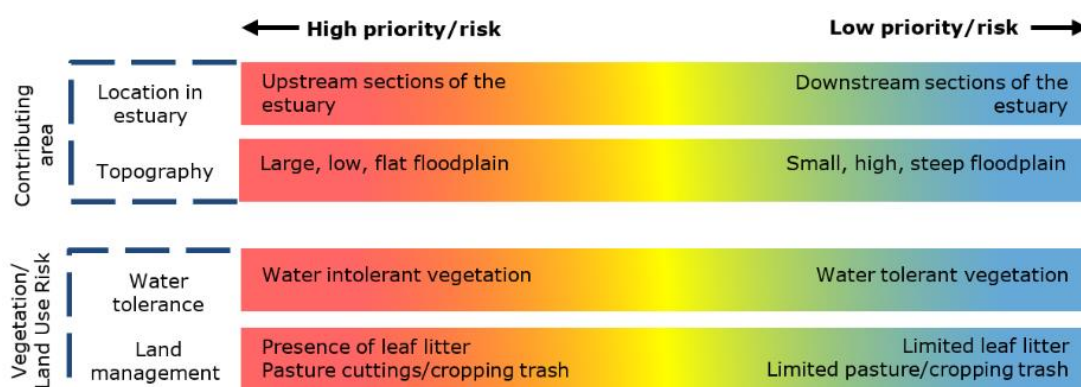 High priority/risk
Low priority/risk
Contributing
area
Location in
estuary
Upstream sections of the
estuary
Downstream sections of the
estuary
Topography
Large, low, flat floodplain
Small, high, steep floodplain
Vegetation/
Land Use Risk
Water
tolerance
Water intolerant vegetation
Water tolerant vegetation
Land
management
Presence of leaf litter
Pasture cuttings/cropping trash
Limited leaf litter
Limited pasture/cropping trash